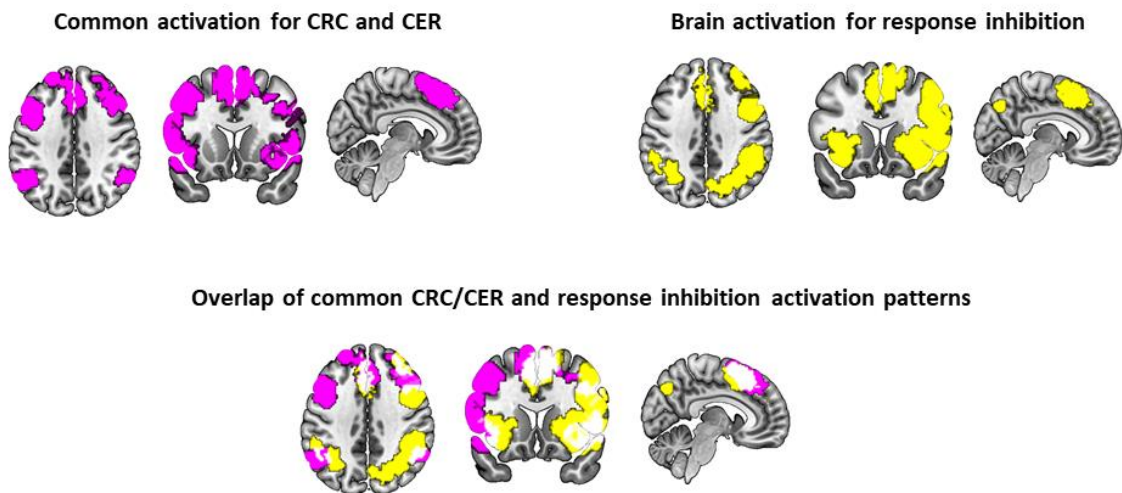 Common activation for CRC and CER
Brain activation for response inhibition
Overlap of common CRC/CER and response inhibition activation patterns